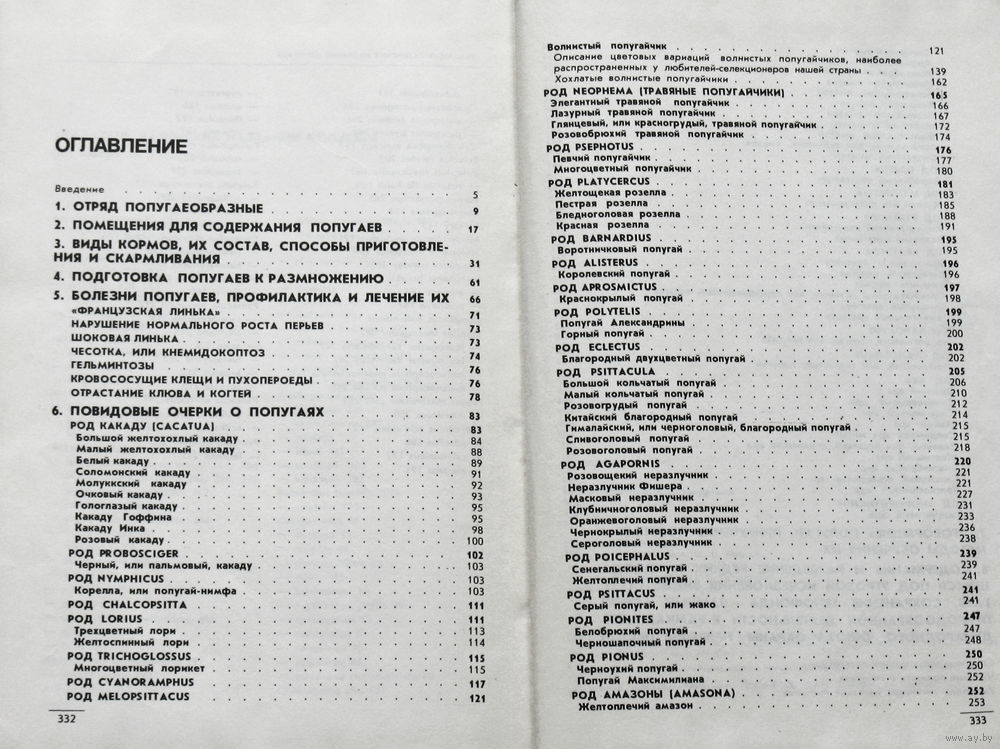 ОГЛАВЛЕНИЕ
Введение . . . 5
1. ОТРЯД ПОПУГАЕОБРАЗНЫЕ . . . 9
2. ПОМЕЩЕНИЯ ДЛЯ СОДЕРЖАНИЯ ПОПУГАЕВ . . . 17
3. ВИДЫ КОРМОВ, ИХ СОСТАВ, СПОСОБЫ ПРИГОТОВЛЕ-
НИЯ И СКАРМЛИВАНИЯ . . . 31
4. ПОДГОТОВКА ПОПУГАЕВ К РАЗМНОЖЕНИЮ . . . 61
5. БОЛЕЗНИ ПОПУГАЕВ, ПРОФИЛАКТИКА И ЛЕЧЕНИЕ ИХ 66
«ФРАНЦУЗСКАЯ ЛИНЬКА» . . . 71
НАРУШЕНИЕ НОРМАЛЬНОГО РОСТА ПЕРЬЕВ . . . 73
ШОКОВАЯ ЛИНЬКА . . . 73
ЧЕСОТКА, ИЛИ КНЕМИДОКОПТОЗ . . . 74
ГЕЛЬМИНТОЗЫ . . . 76
КРОВОСОСУЩИЕ КЛЕЩИ И ПУХОПЕРОЕДЫ . . . 76
ОТРАСТАНИЕ КЛЮВА И КОГТЕЙ . . . 78
6. ПОВИДОВЫЕ ОЧЕРКИ О ПОПУГАЯХ . . . 83
РОД КАКАДУ (CACATUA) . . . 83
Большой желтохохлый какаду . . . 84
Малый желтохохлый какаду . . . 88
Белый какаду . . . 89
Соломонский какаду . . . 91
Молуккский какаду . . . 92
Очковый какаду . . . 93
Гологлазый какаду . . . 95
Какаду Гоффина . . . 95
Какаду Инка . . . 98
Розовый какаду . . . 100
РОД PROBOSCIGER . . . 102
Черный, или пальмовый, какаду . . . 103
РОД NYMPHICUS . . . 103
Корелла, или попугай-нимфа . . . 103
РОД CHALCOPSITTA . . . 111
РОД LORIUS . . . 111
Трехцветный лори . . . 113
Желтоспинный лори . . . 114
РОД TRICHOGLOSSUS . . . 115
Многоцветный лорикет . . . 115
РОД CYANORAMPHUS . . . 117
РОД MELOPSITTACUS . . . 121
332
Волнистый попугайчик . . . 121
Описание цветовых вариаций волнистых попугайчиков, наиболее
распространенных у любителей-селекционеров нашей страны . . . 139
Хохлатые волнистые попугайчики . . . 162
РОД NEOPHEMA (ТРАВЯНЫЕ ПОПУГАЙЧИКИ) . . . 165
Элегантный травяной попугайчик . . . 166
Лазурный травяной попугайчик . . . 167
Глянцевый, или красногрудый, травяной попугайчик . . . 172
Розовобрюхий травяной попугайчик . . . 174
РОД PSEPHOTUS . . . 176
Певчий попугайчик . . . 177
Многоцветный попугайчик . . . 180
РОД PLATYCERCUS . . . 181
Желтощекая розелла . . . 183
Пестрая розелла . . . 185
Бледноголовая розелла . . . 188
Красная розелла . . . 191
РОД BARNARDIUS . . . 195
Воротничковый попугай . . . 195
РОД ALISTERUS . . . 196
Королевский попугай . . . 196
РОД APROSMICTUS . . . 197
Краснокрылый попугай . . . 198
РОД POLYTELIS . . . 199
Попугай Александрины . . . 199
Горный попугай . . . 200
РОД ECLECTUS . . . 202
Благородный двухцветный попугай . . . 202
РОД PSITTACULA . . . 205
Большой кольчатый попугай . . . 206
Малый кольчатый попугай . . . 210
Розовогрудый попугай . . . 212
Китайский благородный попугай . . . 214
Гималайский, или черноголовый, благородный попугай . . . 215
Сливоголовый попугай . . . 215
Розовоголовый попугай . . . 218
РОД AGAPORNIS . . . 220
Розовощекий неразлучник . . . 221
Неразлучник Фишера . . . 221
Масковый неразлучник . . . 227
Клубничноголовый неразлучник . . . 231
Оранжевоголовый неразлучник . . . 233
Чернокрылый неразлучник . . . 236
Сероголовый неразлучник . . . 238
РОД POICEPHALUS . . . 239
Сенегальский попугай . . . 239
Желтоплечий попугай . . . 241
РОД PSITTACUS . . . 241
Серый попугай, или жако . . . 241
РОД PIONITES . . . 247
Белобрюхий попугай . . . 247
Черношапочный попугай . . . 248
РОД PIONUS . . . 250
Черноухий попугай . . . 250
Попугай Максимилиана . . . 252
РОД АМАЗОНЫ (AMASONA) . . . 252
Желтоплечий амазон . . . 253
333
www.ay.by